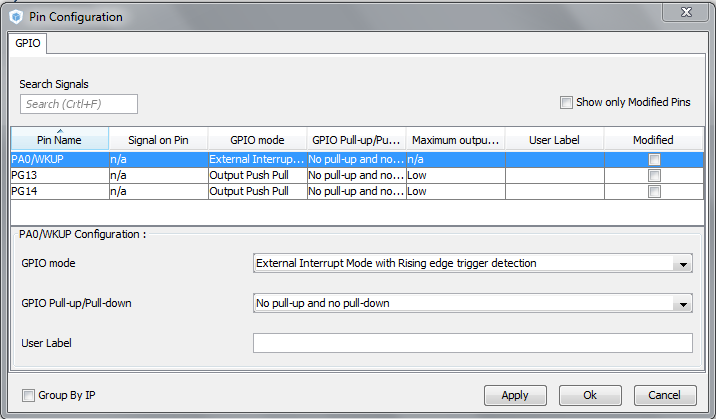 Pin Configuration
GPIO
Search Signals
Search (Crtl+F)
Show only Modified Pins
Pin Name Signal on Pin GPIO mode GPIO Pull-up/Pu... Maximum outpu... User Label Modified
PA0/WKUP n/a External Interrup... No pull-up and no... n/a
PG13 n/a Output Push Pull No pull-up and no... Low
PG14 n/a Output Push Pull No pull-up and no... Low
PA0/WKUP Configuration :
GPIO mode External Interrupt Mode with Rising edge trigger detection
GPIO Pull-up/Pull-down No pull-up and no pull-down
User Label
Group By IP Apply Ok Cancel